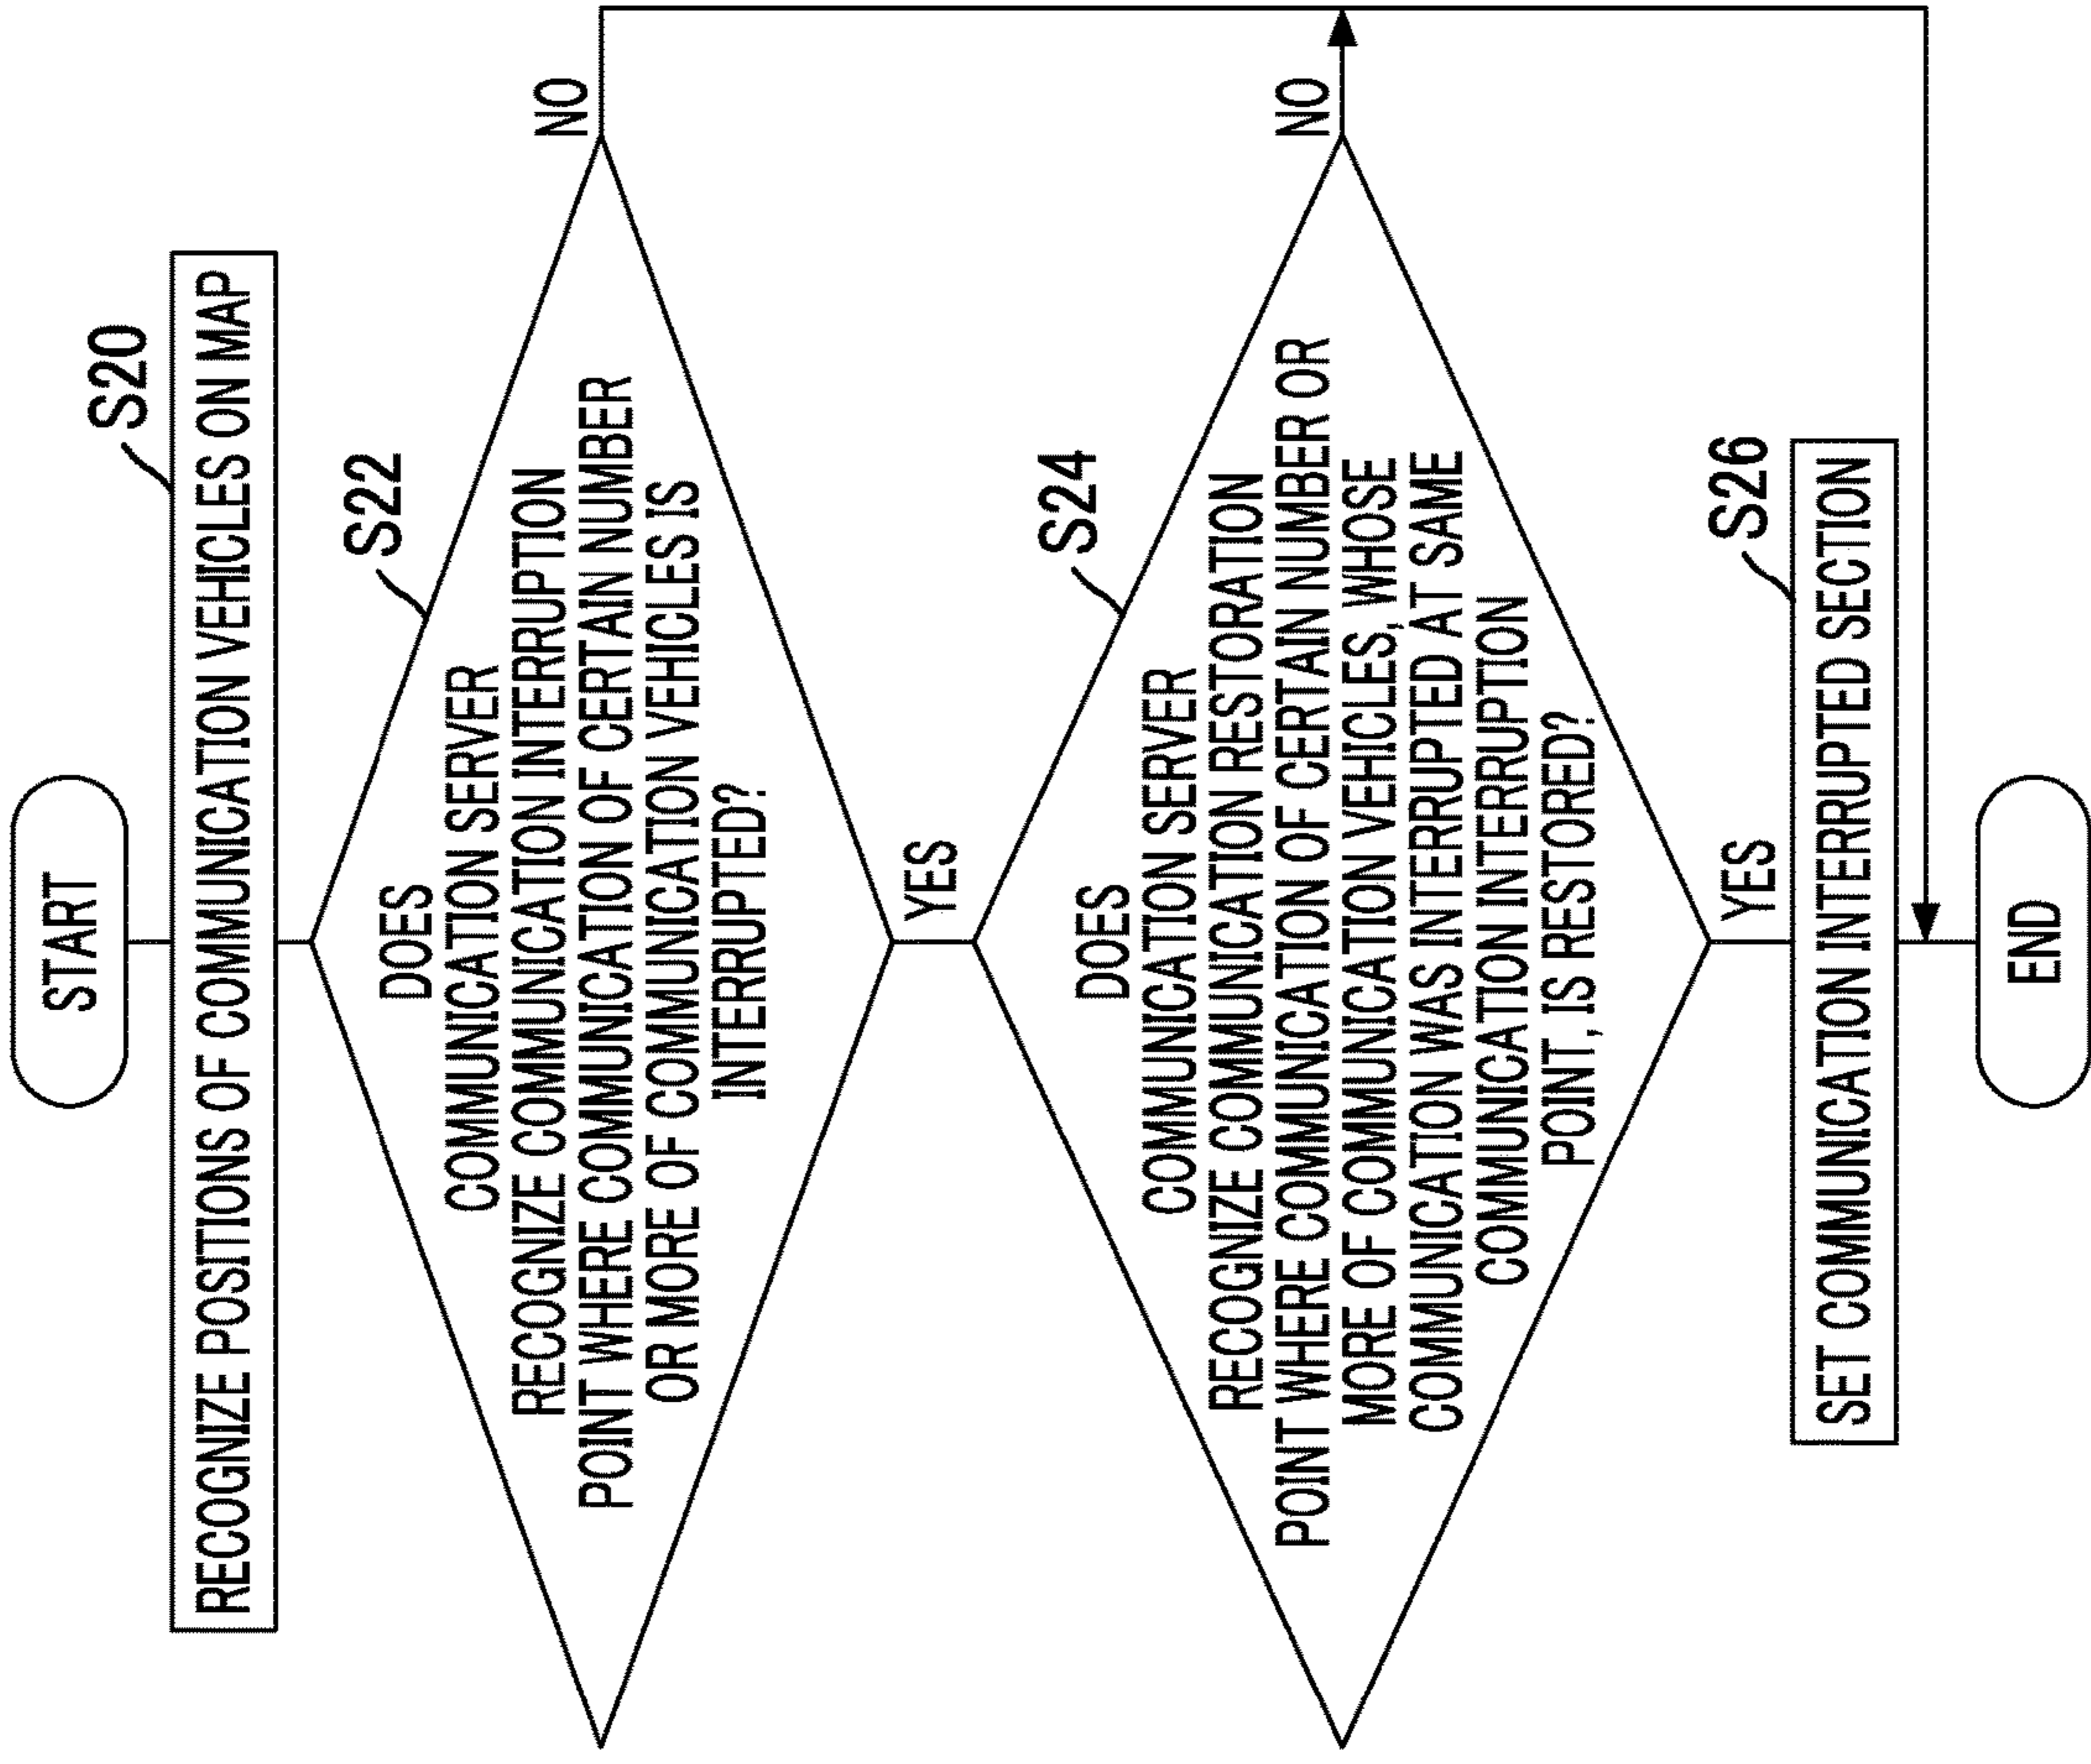 START
S20
RECOGNIZE POSITIONS OF COMMUNICATION VEHICLES ON MAP
S22
DOES
COMMUNICATION SERVER
RECOGNIZE COMMUNICATION INTERRUPTION
POINT WHERE COMMUNICATION OF CERTAIN NUMBER
OR MORE OF COMMUNICATION VEHICLES IS
INTERRUPTED?
NO
YES
S24
DOES
COMMUNICATION SERVER
RECOGNIZE COMMUNICATION RESTORATION
POINT WHERE COMMUNICATION OF CERTAIN NUMBER OR
MORE OF COMMUNICATION VEHICLES, WHOSE
COMMUNICATION WAS INTERRUPTED AT SAME
COMMUNICATION INTERRUPTION
POINT, IS RESTORED?
NO
YES
S26
SET COMMUNICATION INTERRUPTED SECTION
END